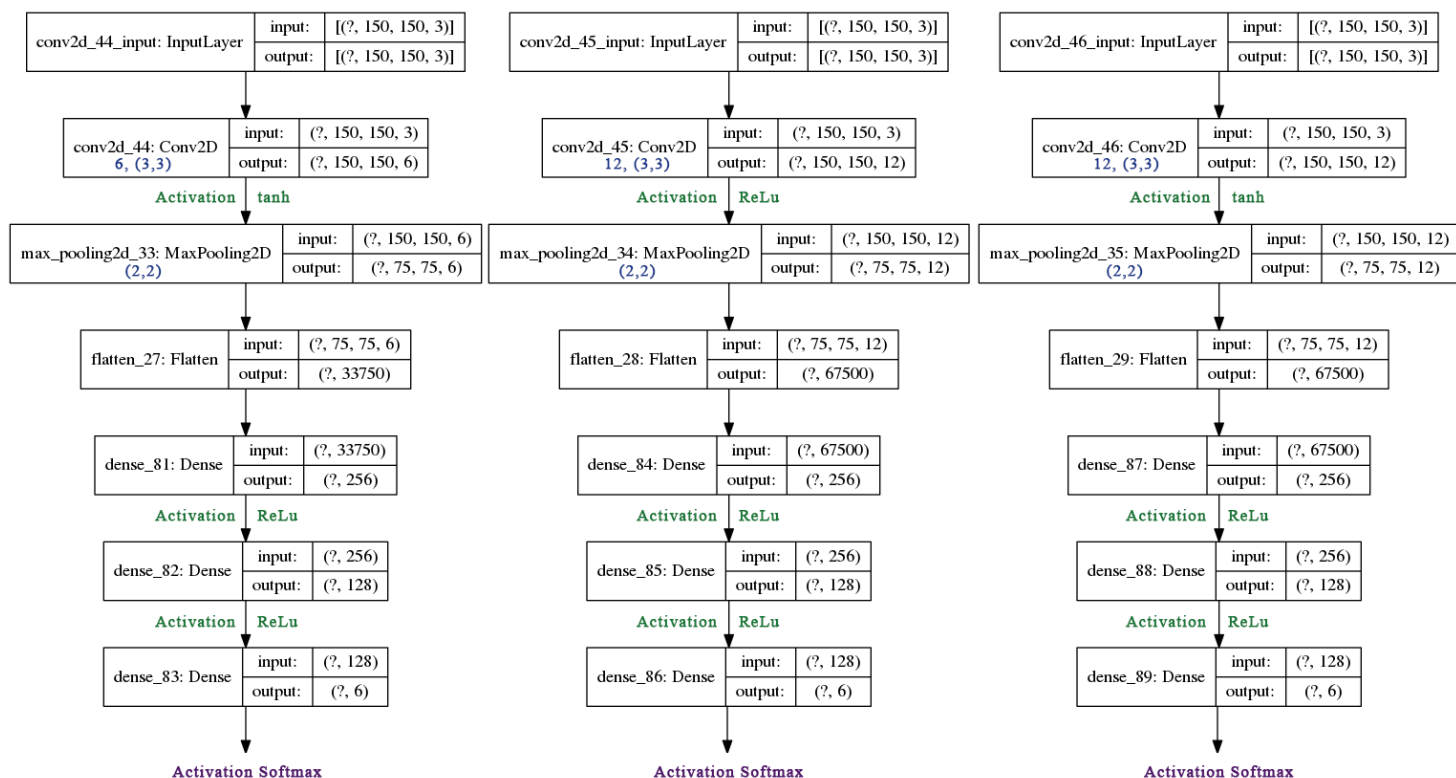 conv2d_44_input: InputLayer
input: [(?, 150, 150, 3)]
output: [(?, 150, 150, 3)]
conv2d_44: Conv2D
6, (3,3)
input: (?, 150, 150, 3)
output: (?, 150, 150, 6)
Activation tanh
max_pooling2d_33: MaxPooling2D
(2,2)
input: (?, 150, 150, 6)
output: (?, 75, 75, 6)
flatten_27: Flatten
input: (?, 75, 75, 6)
output: (?, 33750)
dense_81: Dense
input: (?, 33750)
output: (?, 256)
Activation ReLu
dense_82: Dense
input: (?, 256)
output: (?, 128)
Activation ReLu
dense_83: Dense
input: (?, 128)
output: (?, 6)
Activation Softmax
conv2d_45_input: InputLayer
input: [(?, 150, 150, 3)]
output: [(?, 150, 150, 3)]
conv2d_45: Conv2D
12, (3,3)
input: (?, 150, 150, 3)
output: (?, 150, 150, 12)
Activation ReLu
max_pooling2d_34: MaxPooling2D
(2,2)
input: (?, 150, 150, 12)
output: (?, 75, 75, 12)
flatten_28: Flatten
input: (?, 75, 75, 12)
output: (?, 67500)
dense_84: Dense
input: (?, 67500)
output: (?, 256)
Activation ReLu
dense_85: Dense
input: (?, 256)
output: (?, 128)
Activation ReLu
dense_86: Dense
input: (?, 128)
output: (?, 6)
Activation Softmax
conv2d_46_input: InputLayer
input: [(?, 150, 150, 3)]
output: [(?, 150, 150, 3)]
conv2d_46: Conv2D
12, (3,3)
input: (?, 150, 150, 3)
output: (?, 150, 150, 12)
Activation tanh
max_pooling2d_35: MaxPooling2D
(2,2)
input: (?, 150, 150, 12)
output: (?, 75, 75, 12)
flatten_29: Flatten
input: (?, 75, 75, 12)
output: (?, 67500)
dense_87: Dense
input: (?, 67500)
output: (?, 256)
Activation ReLu
dense_88: Dense
input: (?, 256)
output: (?, 128)
Activation ReLu
dense_89: Dense
input: (?, 128)
output: (?, 6)
Activation Softmax